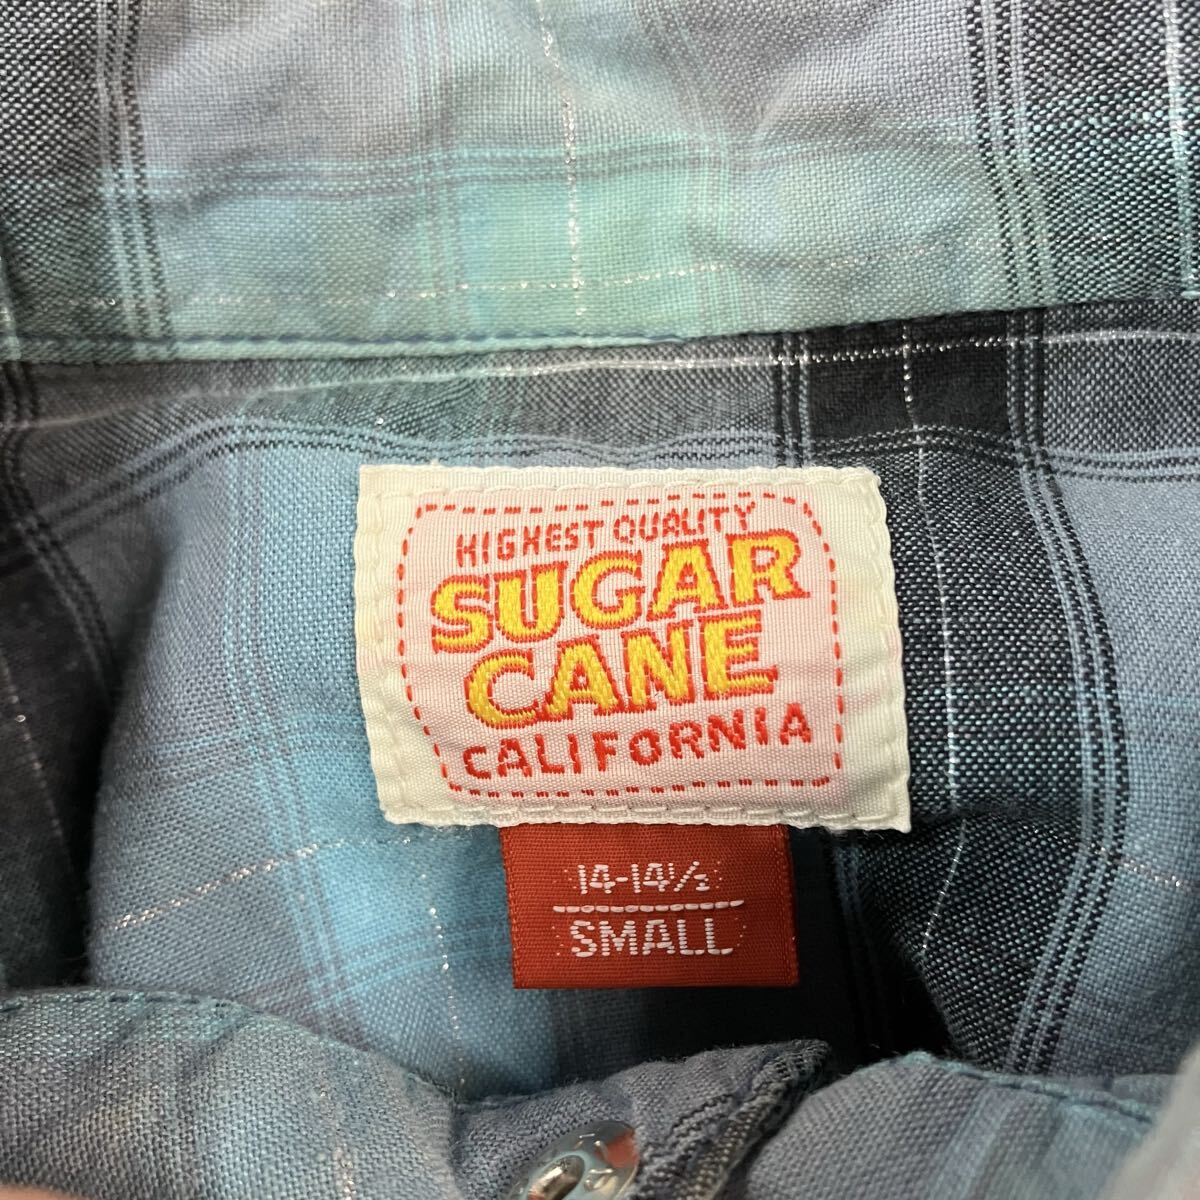 HIGHEST QUALITY
SUGAR
CANE
CALIFORNIA
14-14½
SMALL